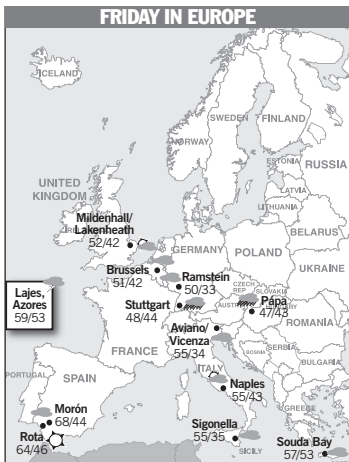 FRIDAY IN EUROPE
ICELAND
SWEDEN
FINLAND
NORWAY
ESTONIA
RUSSIA
LATVIA
LITHUANIA
UNITED
KINGDOM
BELARUS
Mildenhall/
Lakenheath
52/42
GERMANY
POLAND
UKRAINE
Brussels
51/42
Ramstein
50/33
CZECH
REP
SLOVAKIA
Lajes,
Azores
59/53
Stuttgart
48/44
Pápa
47/43
ROMANIA
Aviano/
Vicenza
55/34
FRANCE
BOSNIA
SERBIA
BULGARIA
ITALY
PORTUGAL
SPAIN
Naples
55/43
Morón
68/44
GREECE
Rota
64/46
Sigonella
55/35
SICILY
Souda Bay
57/53